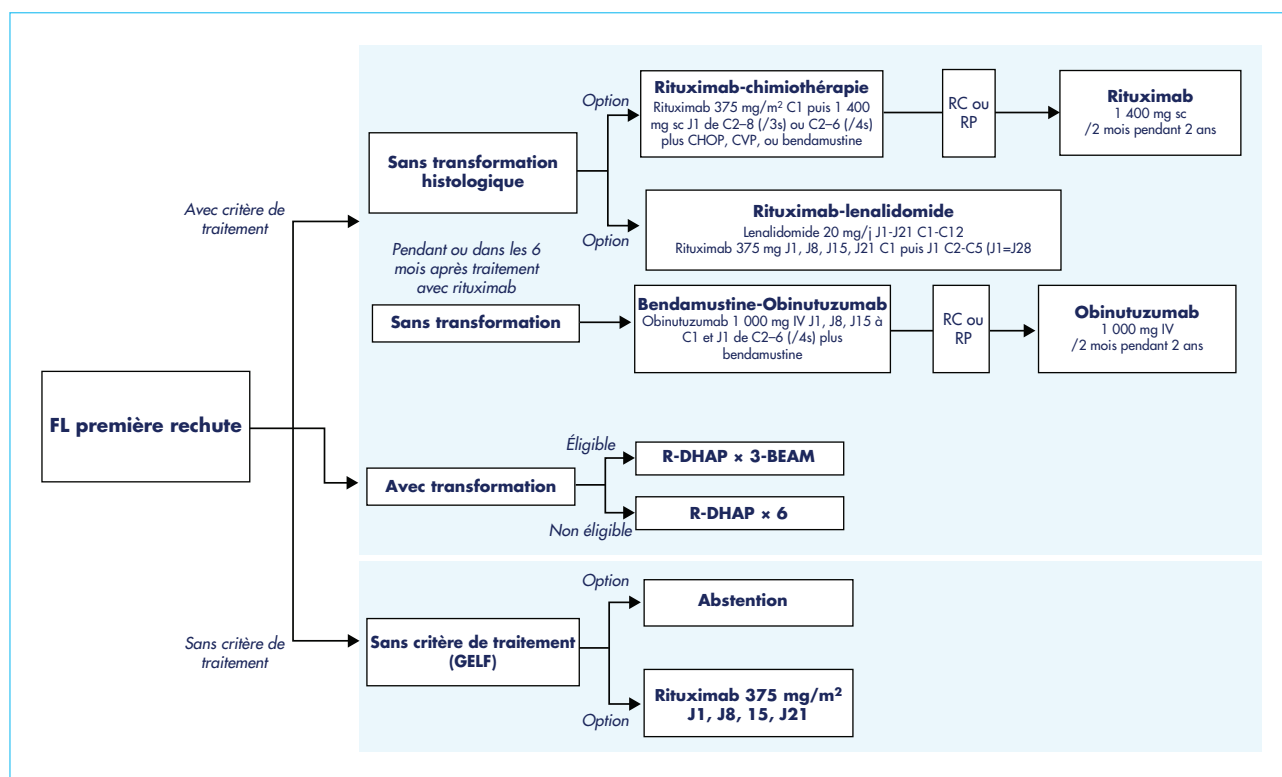 Rituximab-chimiothérapie
Rituximab 375 mg/m² C1 puis 1 400
mg sc J1 de C2–8 (/3s) ou C2–6 (/4s)
plus CHOP, CVP, ou bendamustine
Option
RC ou
RP
Rituximab
1 400 mg sc
/2 mois pendant 2 ans
Sans transformation
histologique
Avec critère de
traitement
Option
Rituximab-lenalidomide
Lenalidomide 20 mg/j J1-J21 C1-C12
Rituximab 375 mg J1, J8, J15, J21 C1 puis J1 C2-C5 (J1=J28
Pendant ou dans les 6
mois après traitement
avec rituximab
Sans transformation
Bendamustine-Obinutuzumab
Obinutuzumab 1 000 mg IV J1, J8, J15 à
C1 et J1 de C2–6 (/4s) plus
bendamustine
RC ou
RP
Obinutuzumab
1 000 mg IV
/2 mois pendant 2 ans
FL première rechute
Éligible
R-DHAP × 3-BEAM
Avec transformation
Non éligible
R-DHAP × 6
Sans critère de
traitement
Sans critère de traitement
(GELF)
Option
Abstention
Option
Rituximab 375 mg/m²
J1, J8, 15, J21